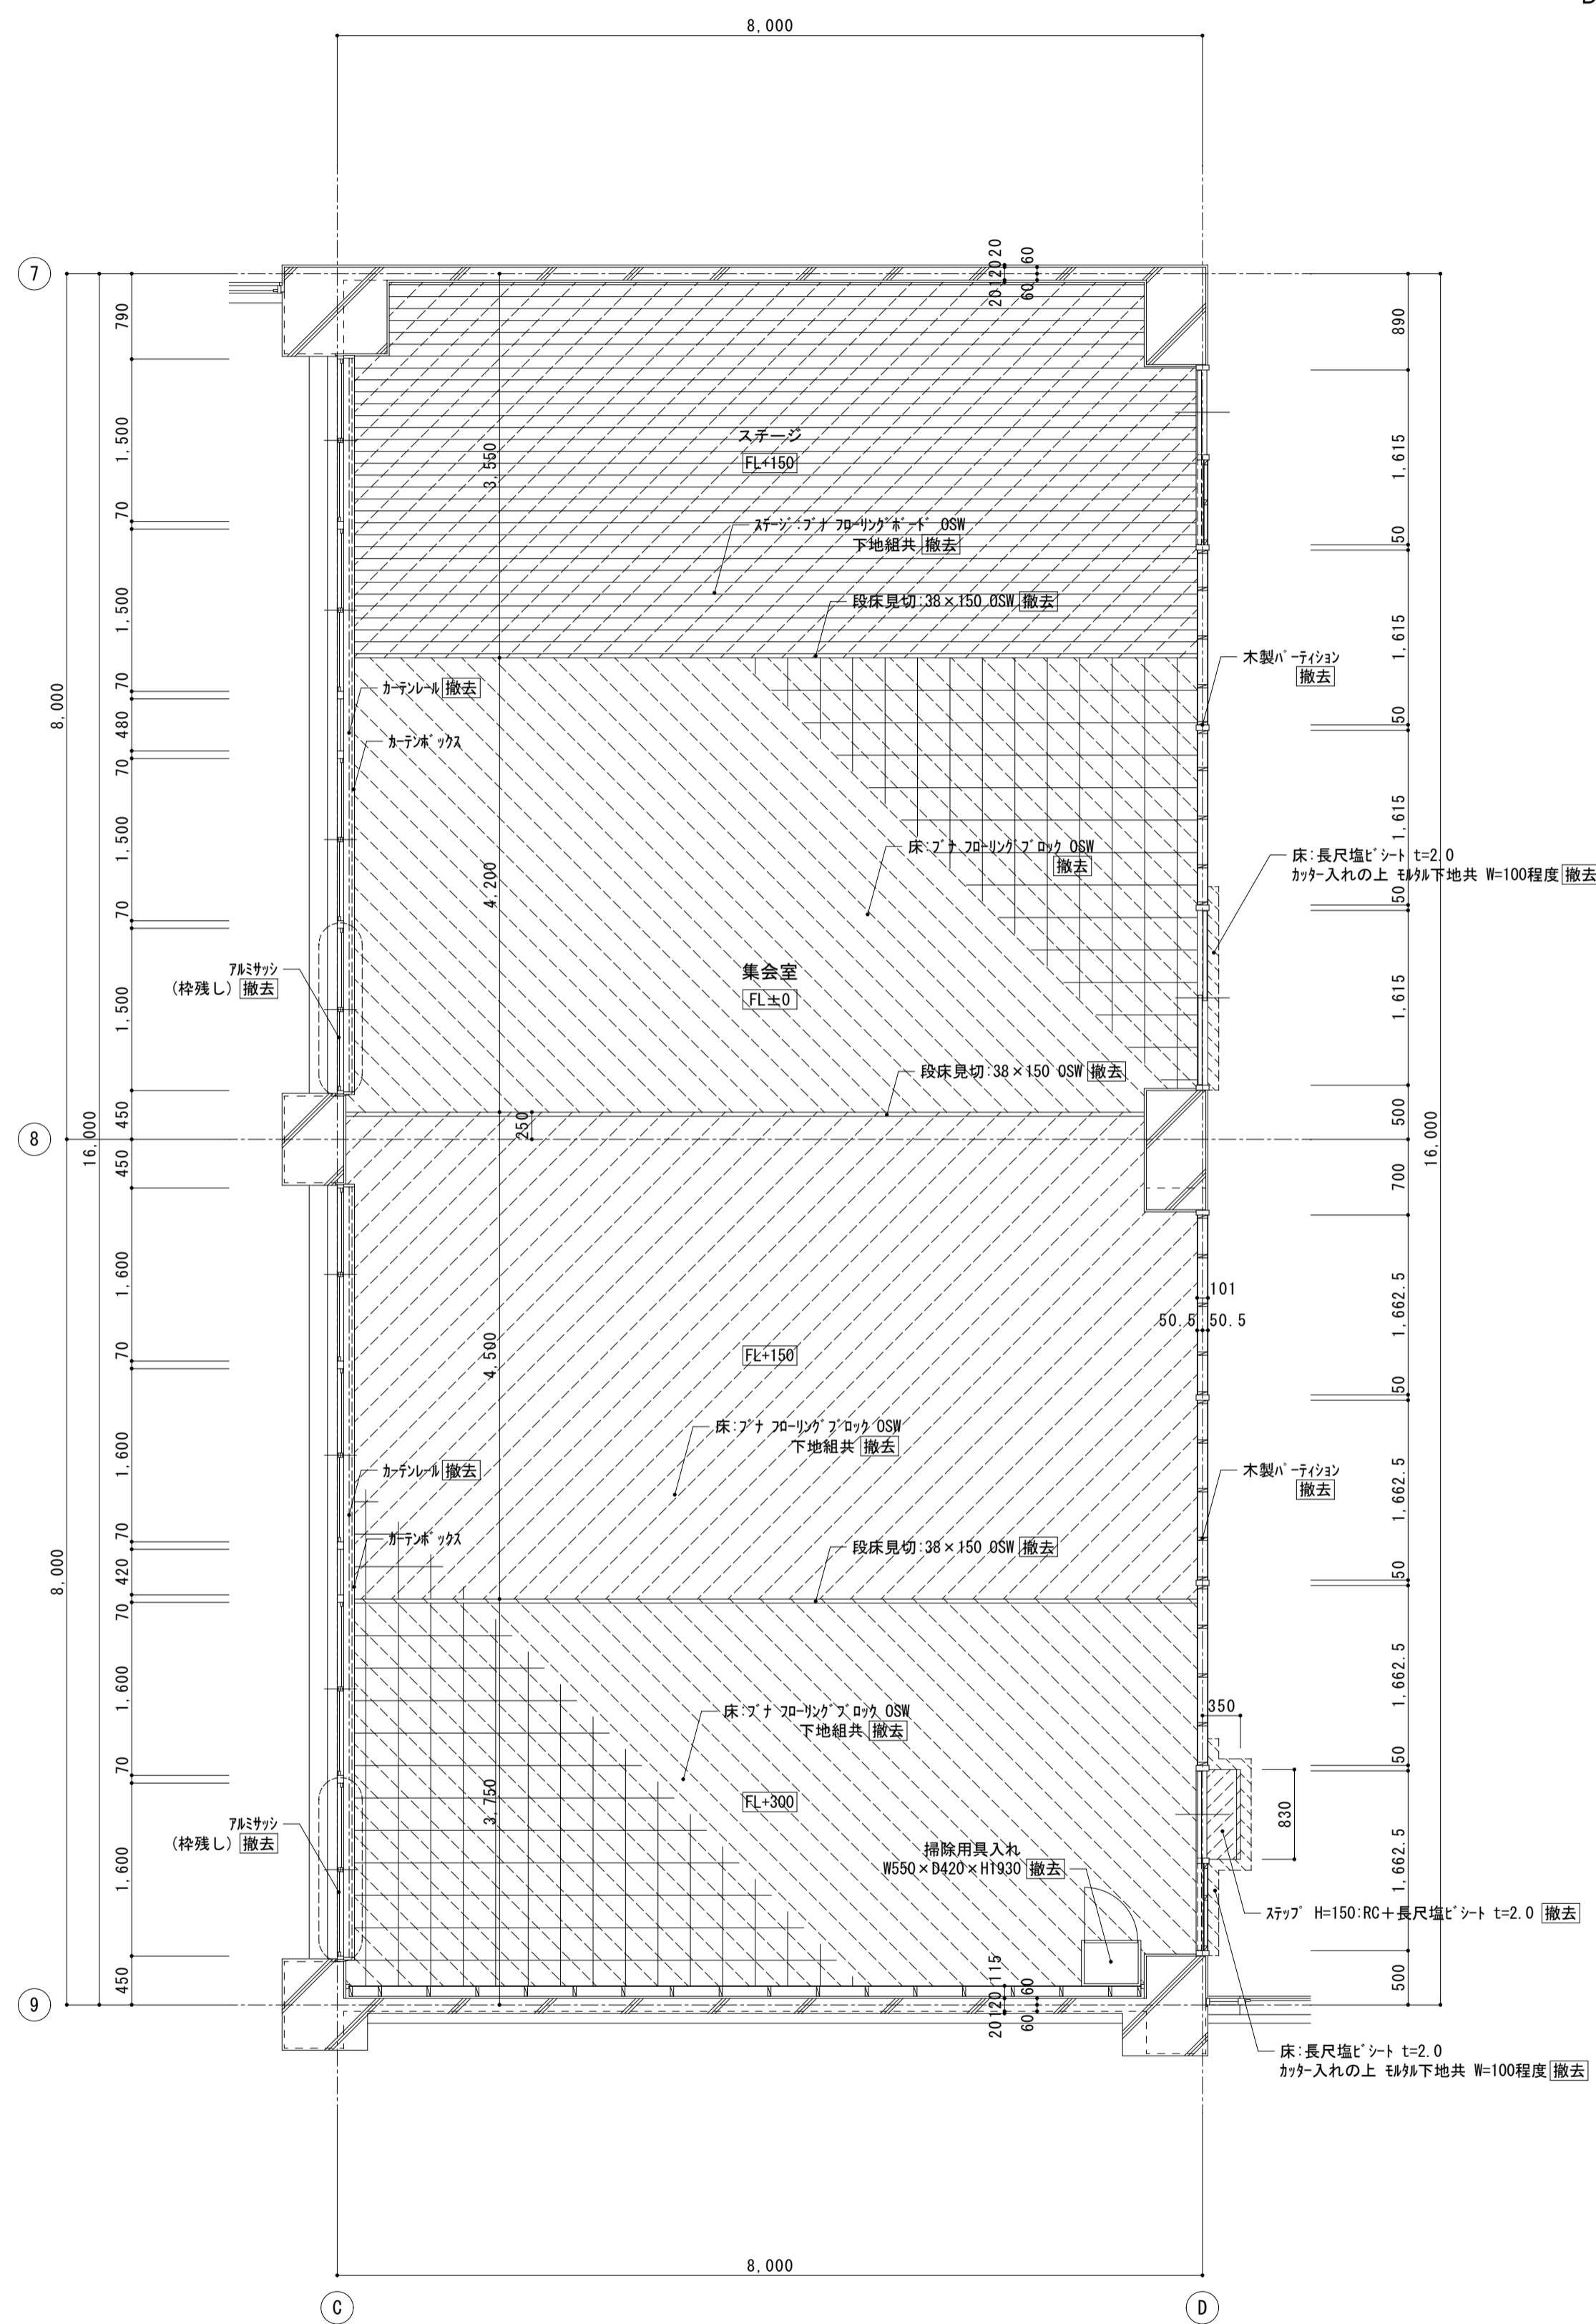 8,000
7
8
9
C
D
8,000
16,000
8,000
790
1,500
70
1,500
70
480
70
1,500
70
1,500
450
450
1,600
70
1,600
70
420
70
1,600
70
1,600
450
20
120
20
60
60
3,550
ステージ
FL+150
ステージ:ブナ フローリングボード OSW
下地組共 撤去
段床見切:38×150 OSW 撤去
カーテンレール 撤去
カーテンボックス
木製パーティション
撤去
床:ブナ フローリングブロック OSW
撤去
4,200
床:長尺塩ビシート t=2.0
カッター入れの上 モルタル下地共 W=100程度 撤去
アルミサッシ
(枠残し) 撤去
集会室
FL±0
段床見切:38×150 OSW 撤去
250
101
50.5
50.5
4,500
FL+150
床:ブナ フローリングブロック OSW
下地組共 撤去
カーテンレール 撤去
カーテンボックス
木製パーティション
撤去
段床見切:38×150 OSW 撤去
床:ブナ フローリングブロック OSW
下地組共 撤去
3,750
FL+300
350
830
アルミサッシ
(枠残し) 撤去
掃除用具入れ
W550×D420×H1930 撤去
ステップ H=150:RC+長尺塩ビシート t=2.0 撤去
115
120
20
60
60
床:長尺塩ビシート t=2.0
カッター入れの上 モルタル下地共 W=100程度 撤去
890
1,615
50
1,615
50
1,615
50
1,615
500
700
1,662.5
50
1,662.5
50
1,662.5
50
1,662.5
500
16,000
8,000